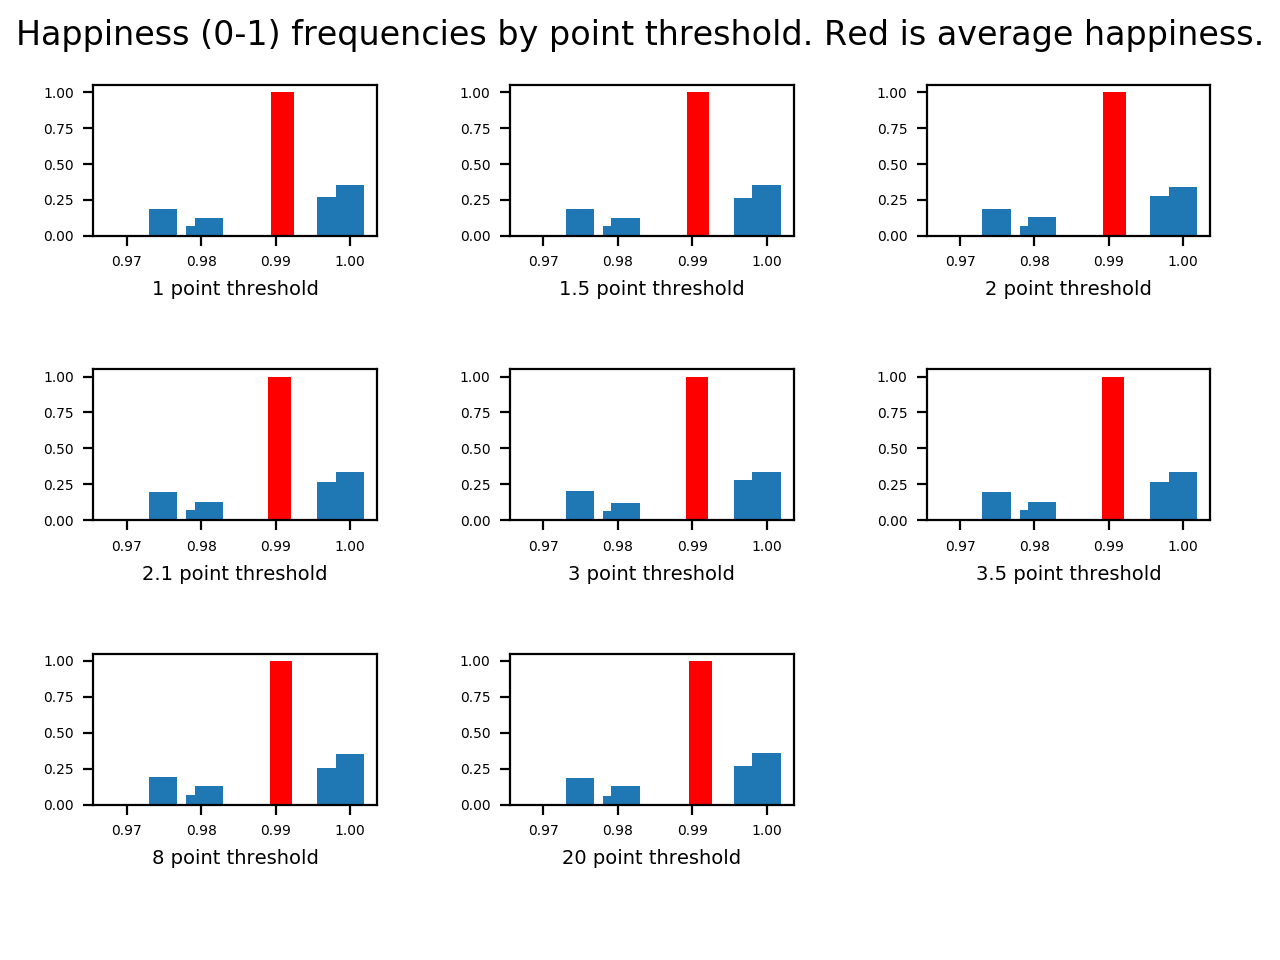 Happiness (0-1) frequencies by point threshold. Red is average happiness.
1.00 1.00 1.00
0.75 0.75 0.75
0.50 0.50 0.50
0.25 0.25 0.25
0.00 0.00 0.00
0.97 0.98 0.99 1.00 0.97 0.98 0.99 1.00 0.97 0.98 0.99 1.00
1 point threshold 1.5 point threshold 2 point threshold
1.00 1.00 1.00
0.75 0.75 0.75
0.50 0.50 0.50
0.25 0.25 0.25
0.00 0.00 0.00
0.97 0.98 0.99 1.00 0.97 0.98 0.99 1.00 0.97 0.98 0.99 1.00
2.1 point threshold 3 point threshold 3.5 point threshold
1.00 1.00
0.75 0.75
0.50 0.50
0.25 0.25
0.00 0.00
0.97 0.98 0.99 1.00 0.97 0.98 0.99 1.00
8 point threshold 20 point threshold